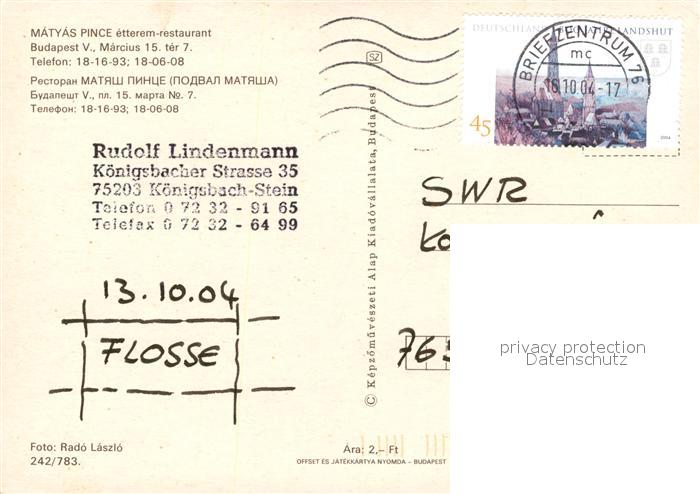 MÁTYÁS PINCE étterem-restaurant
Budapest V., Március 15. tér 7.
Telefon: 18-16-93; 18-06-08
Ресторан МАТЯШ ПИНЦЕ (ПОДВАЛ МАТЯША)
Будапешт V., пл. 15. марта №. 7.
Телефон: 18-16-93; 18-06-08
Rudolf Lindenmann
Königsbacher Strasse 35
75203 Königsbach-Stein
Telefon 0 72 32 - 91 65
Telefax 0 72 32 - 64 99
13.10.04
FLOSSE
Foto: Radó László
242/783.
SZ
© Képzőművészeti Alap Kiadóvállalata, Budapest
Ára: 2,– Ft
OFFSET ÉS JÁTÉKKÁRTYA NYOMDA – BUDAPEST
DEUTSCHLAND LANDSHUT
45
2004
BRIEFZENTRUM 76
mc
16.10.04-17
SWR
76
privacy protection
Datenschutz